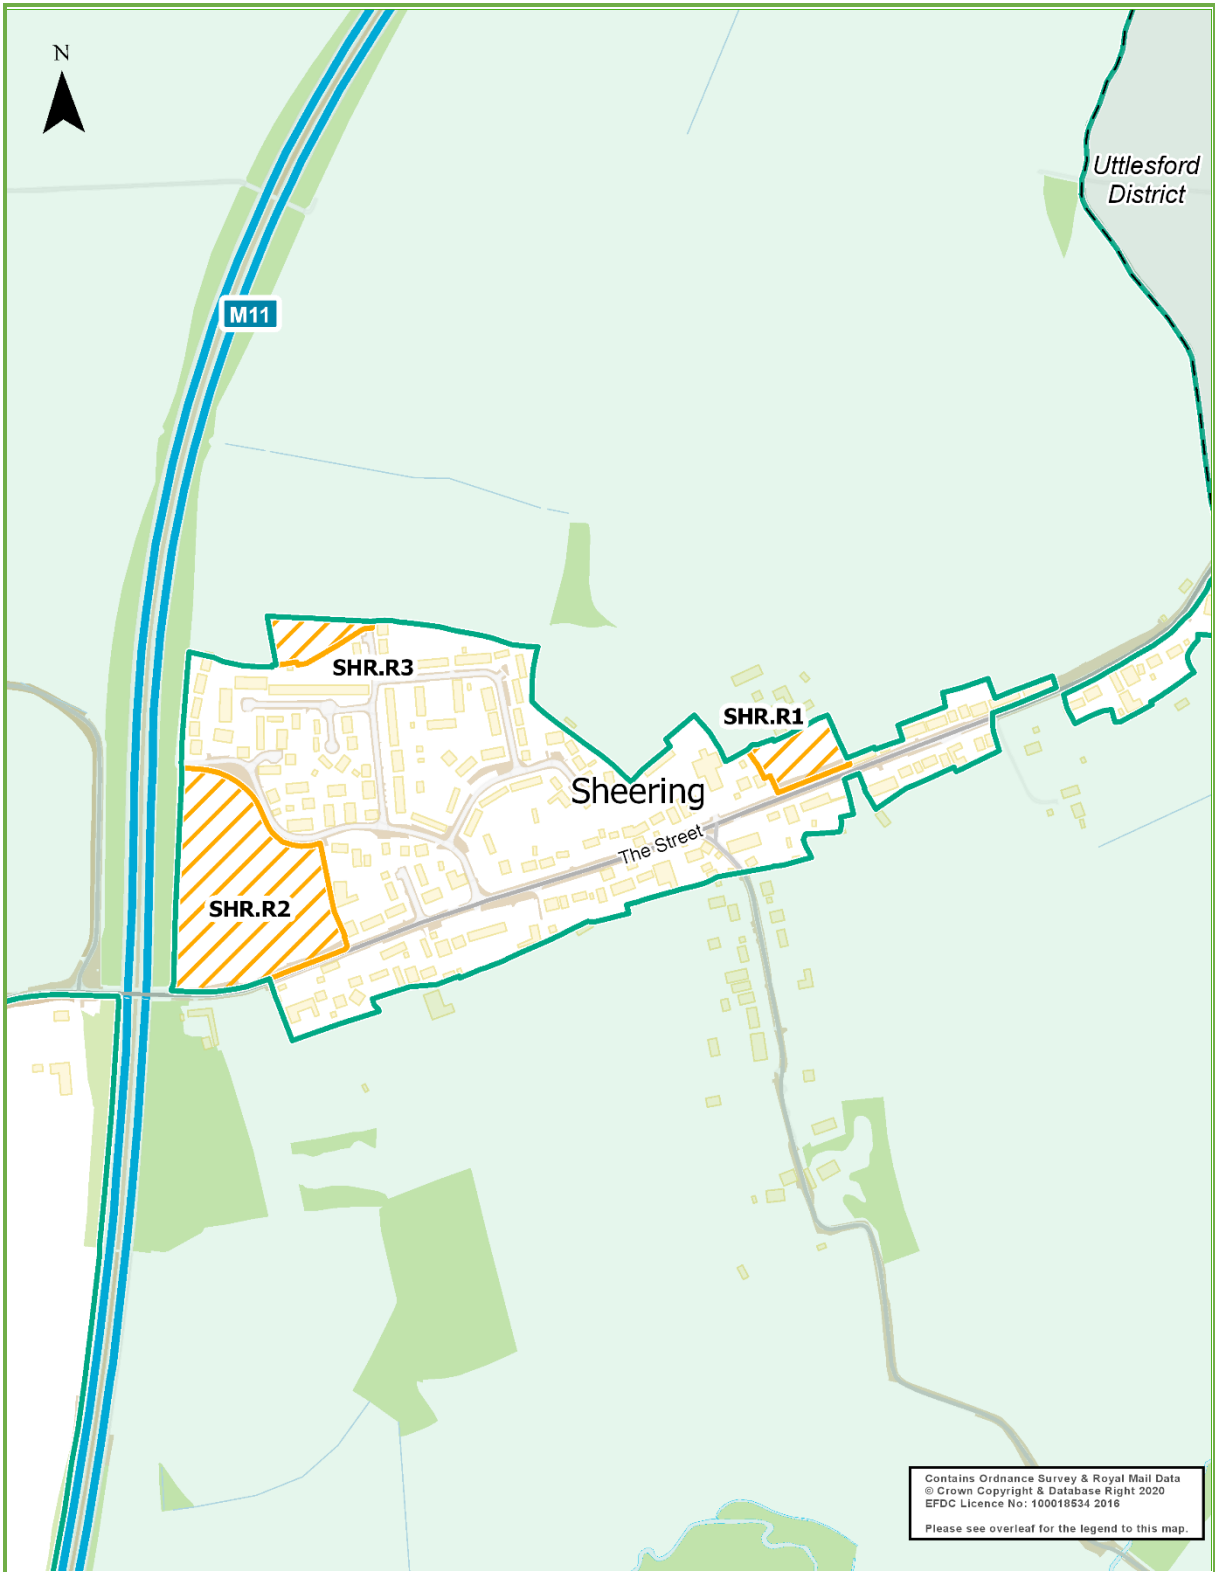 N
Uttlesford
District
M11
SHR.R3
SHR.R1
Sheering
The Street
SHR.R2
Contains Ordnance Survey & Royal Mail Data
© Crown Copyright & Database Right 2020
EFDC Licence No: 100018534 2016
Please see overleaf for the legend to this map.